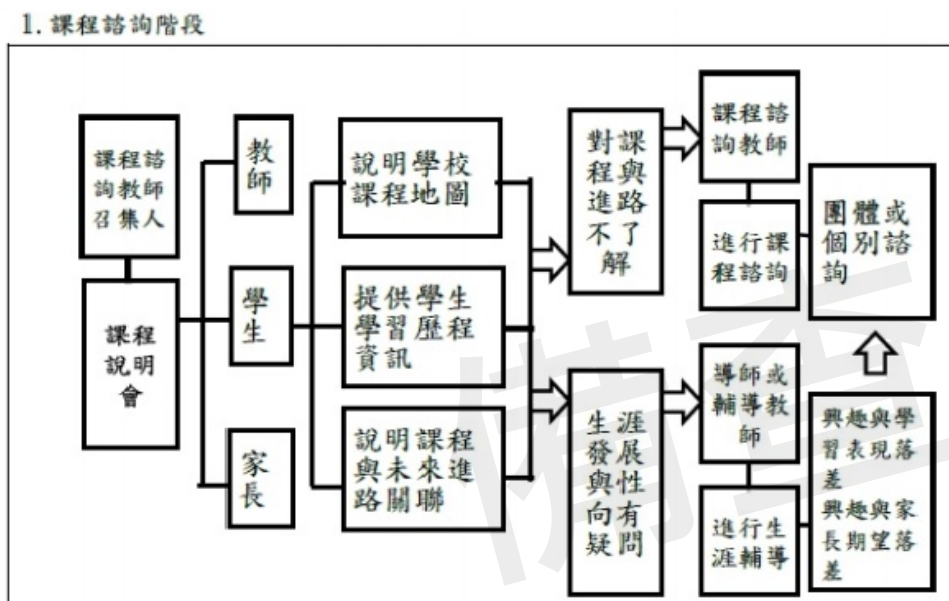 1. 課程諮詢階段
課程諮
詢教師
召集人
課程
說明
會
教
師
學
生
家
長
說明學校
課程地圖
提供學生
學習歷程
資訊
說明課程
與未來進
路關聯
對課
程與
進路
不了
解
生涯
發展
與性
向有
疑問
課程諮
詢教師
進行課
程諮詢
團體或
個別諮
詢
導師或
輔導教
師
進行生
涯輔導
興趣與學
習表現落
差
興趣與家
長期望落
差
備查